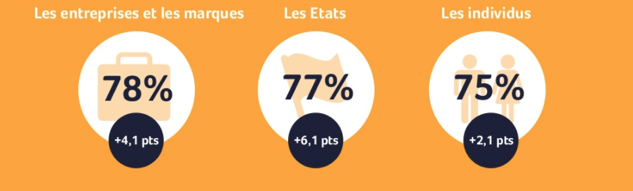 Les entreprises et les marques
Les Etats
Les individus
78%
77%
75%
+4,1 pts
+6,1 pts
+2,1 pts